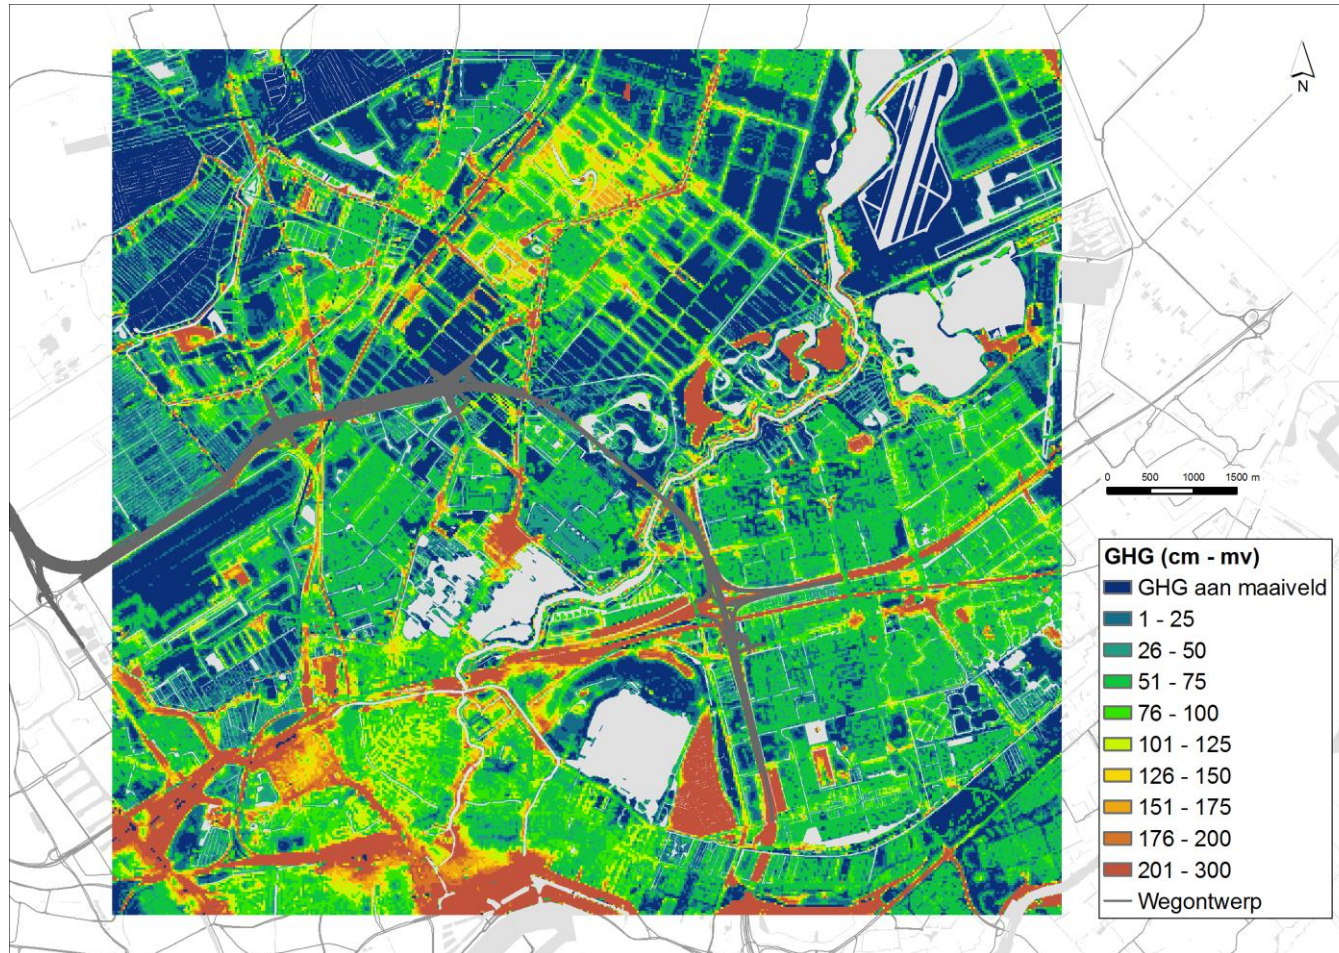 N
0 500 1000 1500 m
GHG (cm - mv)
GHG aan maaiveld
1 - 25
26 - 50
51 - 75
76 - 100
101 - 125
126 - 150
151 - 175
176 - 200
201 - 300
Wegontwerp